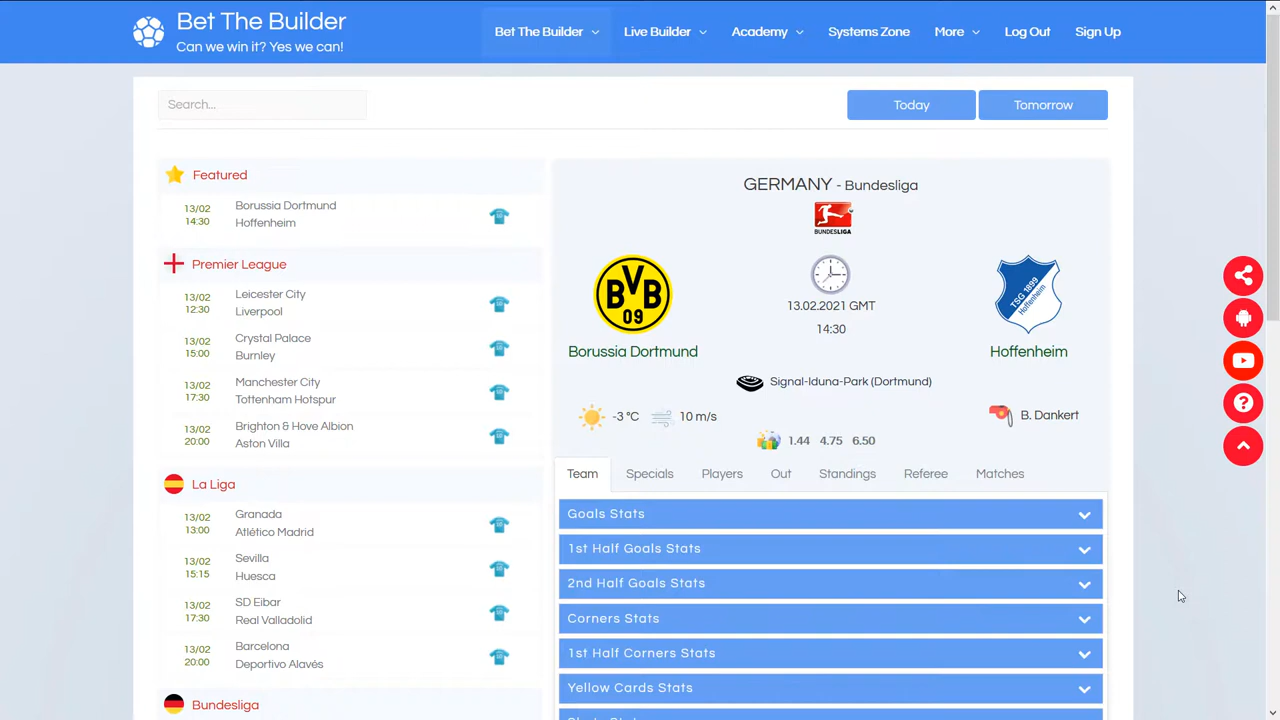 Bet The Builder
Can we win it? Yes we can!
Bet The Builder
Live Builder
Academy
Systems Zone
More
Log Out
Sign Up
Search...
Today
Tomorrow
Featured
13/02
14:30
Borussia Dortmund
Hoffenheim
Premier League
13/02
12:30
Leicester City
Liverpool
13/02
15:00
Crystal Palace
Burnley
13/02
17:30
Manchester City
Tottenham Hotspur
13/02
20:00
Brighton & Hove Albion
Aston Villa
La Liga
13/02
13:00
Granada
Atlético Madrid
13/02
15:15
Sevilla
Huesca
13/02
17:30
SD Eibar
Real Valladolid
13/02
20:00
Barcelona
Deportivo Alavés
Bundesliga
GERMANY - Bundesliga
BUNDESLIGA
BVB
09
TSG 1899
Hoffenheim
13.02.2021 GMT
14:30
Borussia Dortmund
Hoffenheim
Signal-Iduna-Park (Dortmund)
-3 ºC
10 m/s
B. Dankert
1.44 4.75 6.50
Team
Specials
Players
Out
Standings
Referee
Matches
Goals Stats
1st Half Goals Stats
2nd Half Goals Stats
Corners Stats
1st Half Corners Stats
Yellow Cards Stats